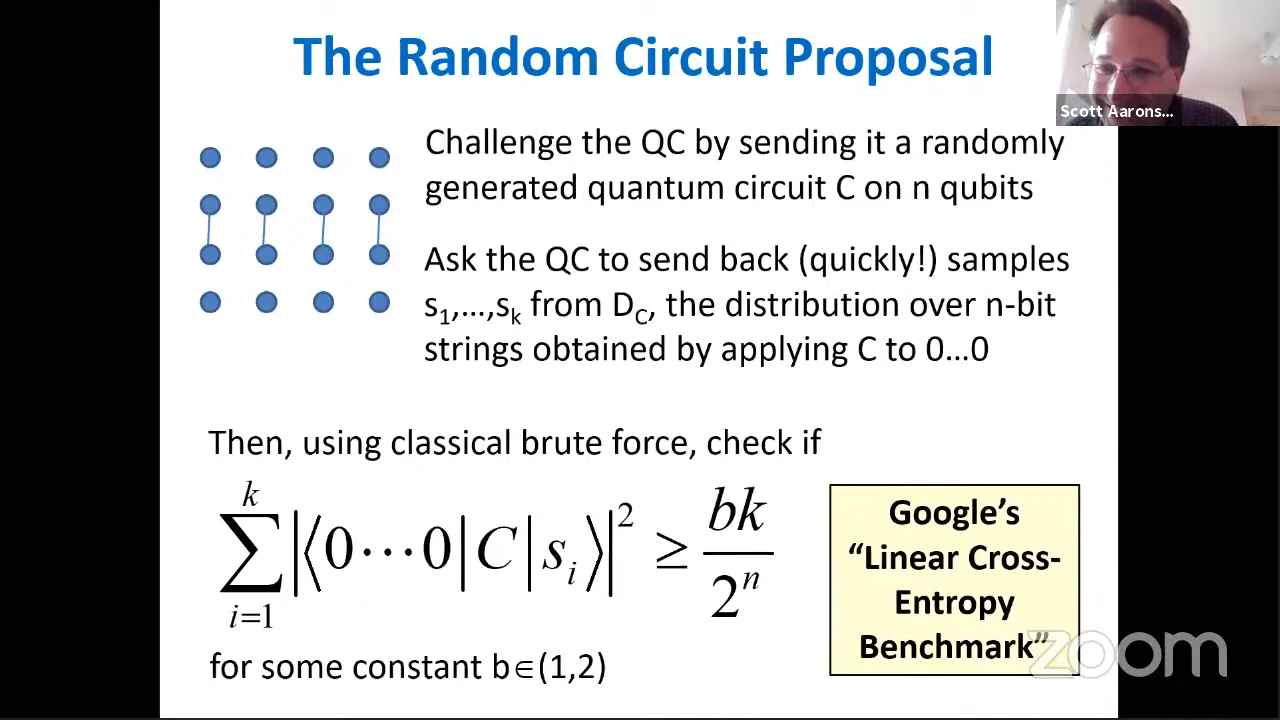 The Random Circuit Proposal
Scott Aarons...
Challenge the QC by sending it a randomly
generated quantum circuit C on n qubits
Ask the QC to send back (quickly!) samples
s₁,…,sₖ from D_C, the distribution over n-bit
strings obtained by applying C to 0…0
Then, using classical brute force, check if
∑_{i=1}^{k} |⟨0⋯0|C|s_i⟩|² ≥ bk/2ⁿ
for some constant b∈(1,2)
Google’s
“Linear Cross-
Entropy
Benchmark”
zoom